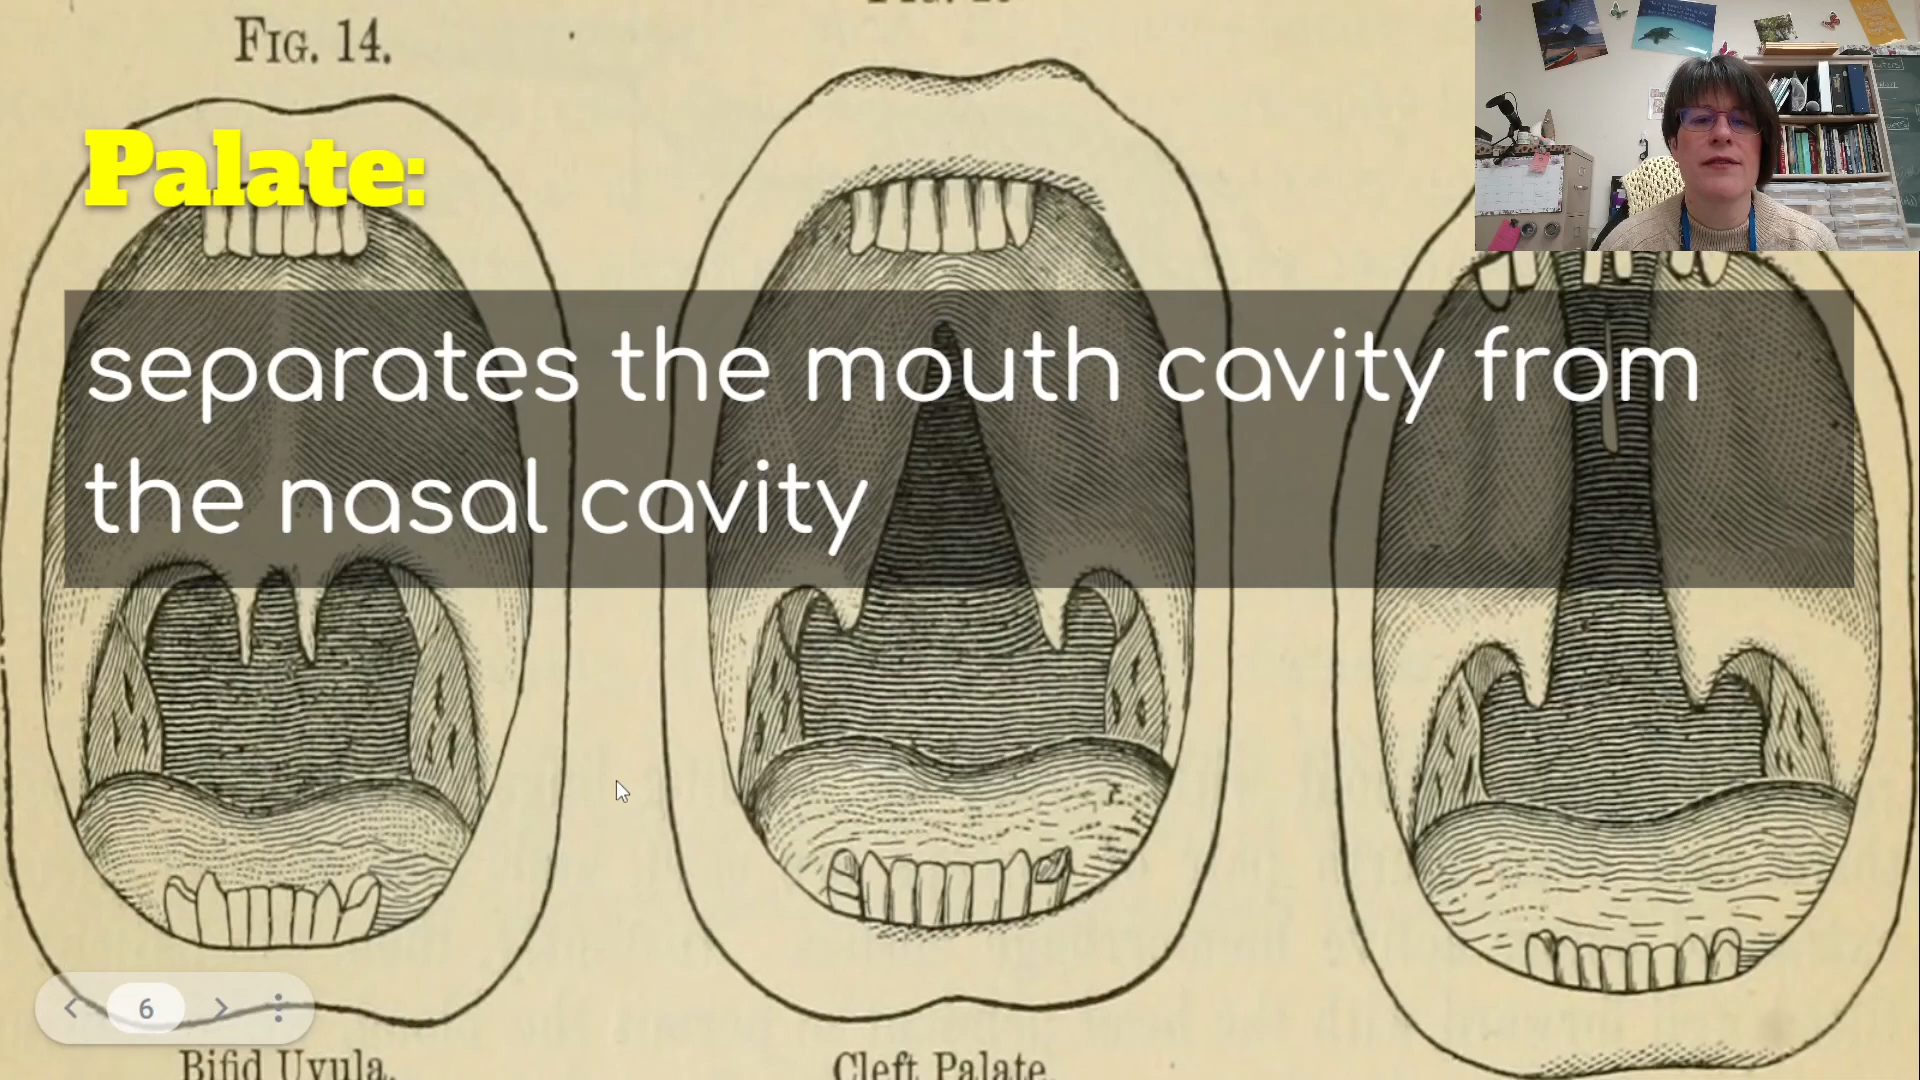 FIG. 14.
Palate:
separates the mouth cavity from
the nasal cavity
6
Bifid Uvula.
Cleft Palate.